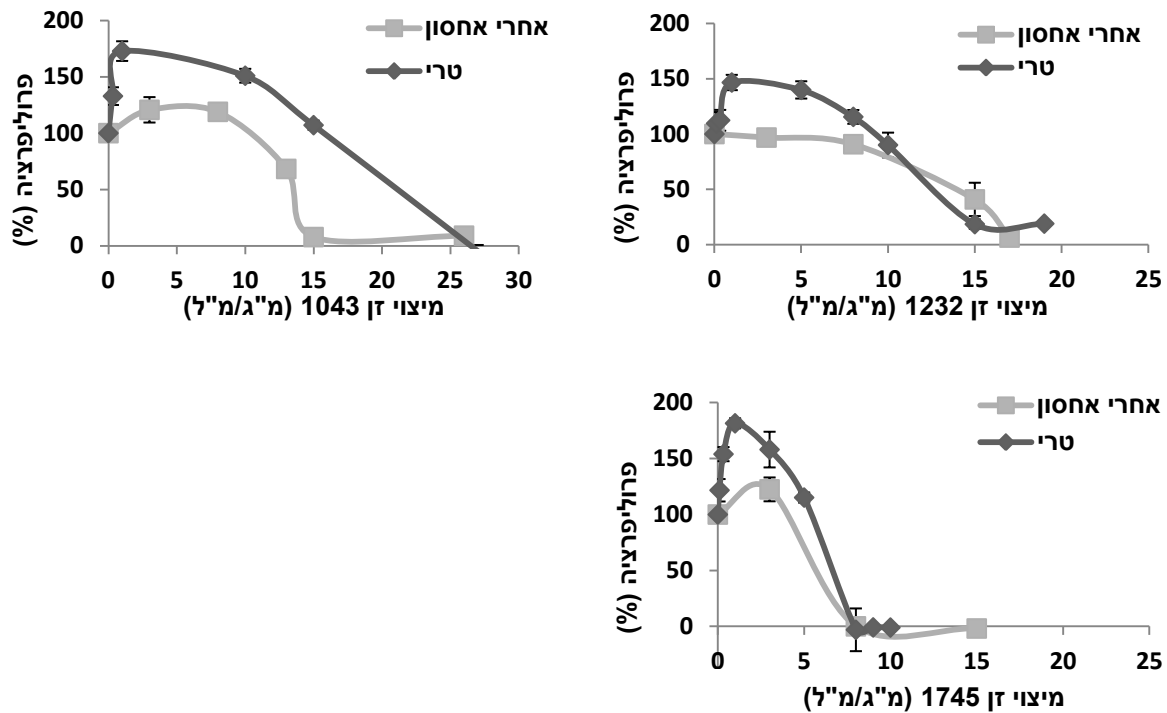 אחרי אחסון
טרי
פרוליפרציה (%)
200
150
100
50
0
0 5 10 15 20 25 30
מיצוי זן 1043 (מ"ג/מ"ל)
אחרי אחסון
טרי
פרוליפרציה (%)
200
150
100
50
0
0 5 10 15 20 25
מיצוי זן 1232 (מ"ג/מ"ל)
אחרי אחסון
טרי
פרוליפרציה (%)
200
150
100
50
0
0 5 10 15 20 25
מיצוי זן 1745 (מ"ג/מ"ל)